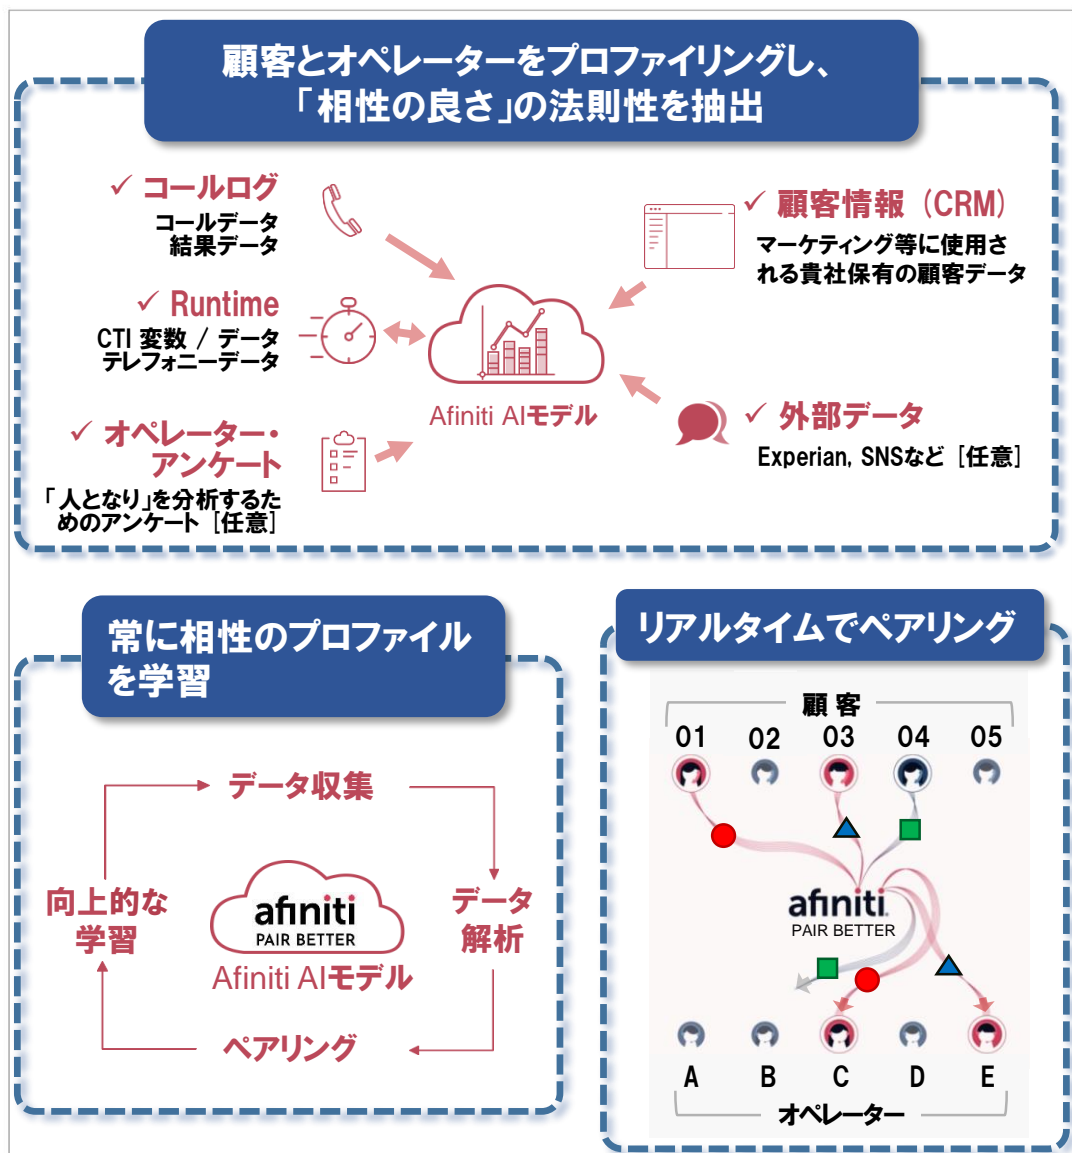 顧客とオペレーターをプロファイリングし、
「相性の良さ」の法則性を抽出
✓ コールログ
コールデータ
結果データ
✓ Runtime
CTI 変数 / データ
テレフォニーデータ
✓ オペレーター・
アンケート
「人となり」を分析するた
めのアンケート [任意]
Afiniti AIモデル
✓ 顧客情報 (CRM)
マーケティング等に使用さ
れる貴社保有の顧客データ
✓ 外部データ
Experian, SNSなど [任意]
常に相性のプロファイル
を学習
データ収集
データ
解析
ペアリング
向上的な
学習
afiniti
PAIR BETTER
Afiniti AIモデル
リアルタイムでペアリング
顧 客
01 02 03 04 05
afiniti.
PAIR BETTER
A B C D E
オペレーター